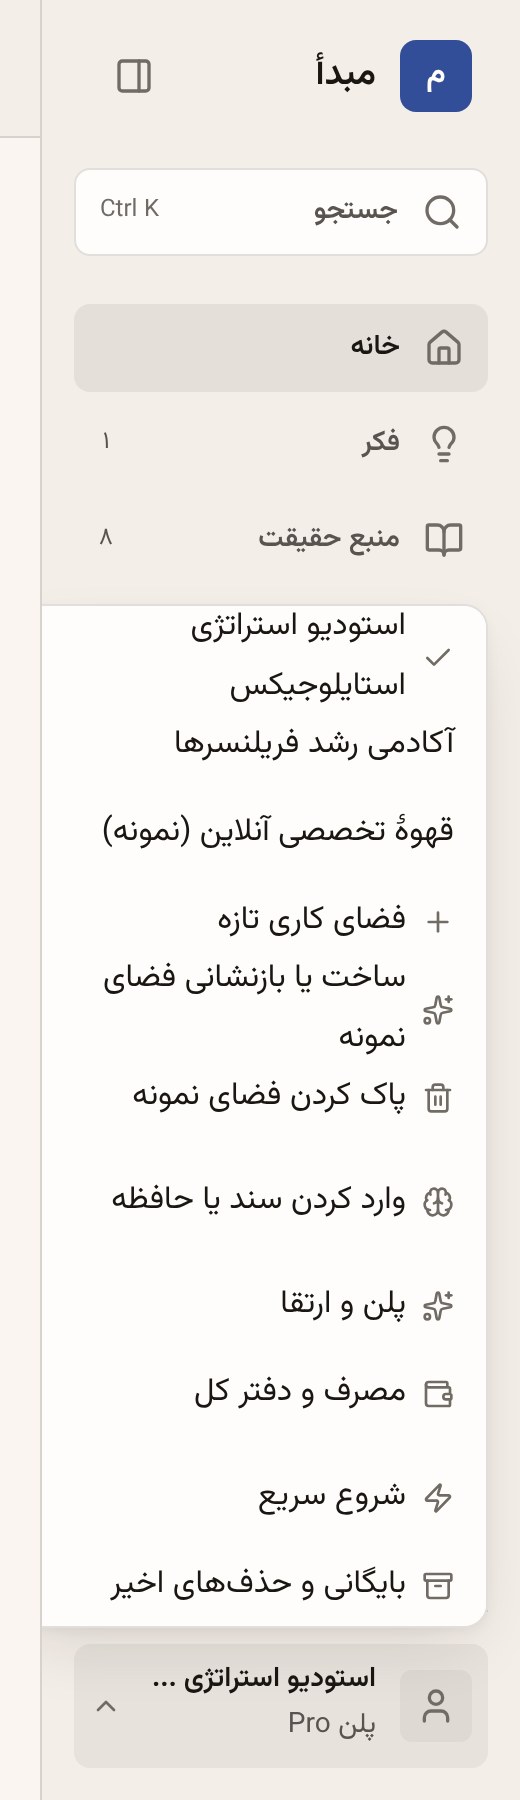 م
مبدأ
جستجو
Ctrl K
خانه
فکر
۱
منبع حقیقت
۸
استودیو استراتژی
استایلوجیکس
آکادمی رشد فریلنسرها
قهوهٔ تخصصی آنلاین (نمونه)
فضای کاری تازه
ساخت یا بازنشانی فضای
نمونه
پاک کردن فضای نمونه
وارد کردن سند یا حافظه
پلن و ارتقا
مصرف و دفتر کل
شروع سریع
بایگانی و حذف‌های اخیر
استودیو استراتژی ...
پلن Pro